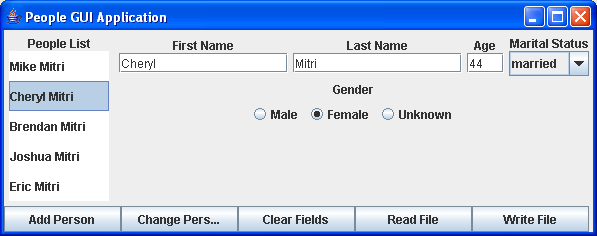 People GUI Application
People List
First Name
Last Name
Age
Marital Status
Mike Mitri
Cheryl
Mitri
44
married
Cheryl Mitri
Gender
Male
Female
Unknown
Brendan Mitri
Joshua Mitri
Eric Mitri
Add Person
Change Pers...
Clear Fields
Read File
Write File